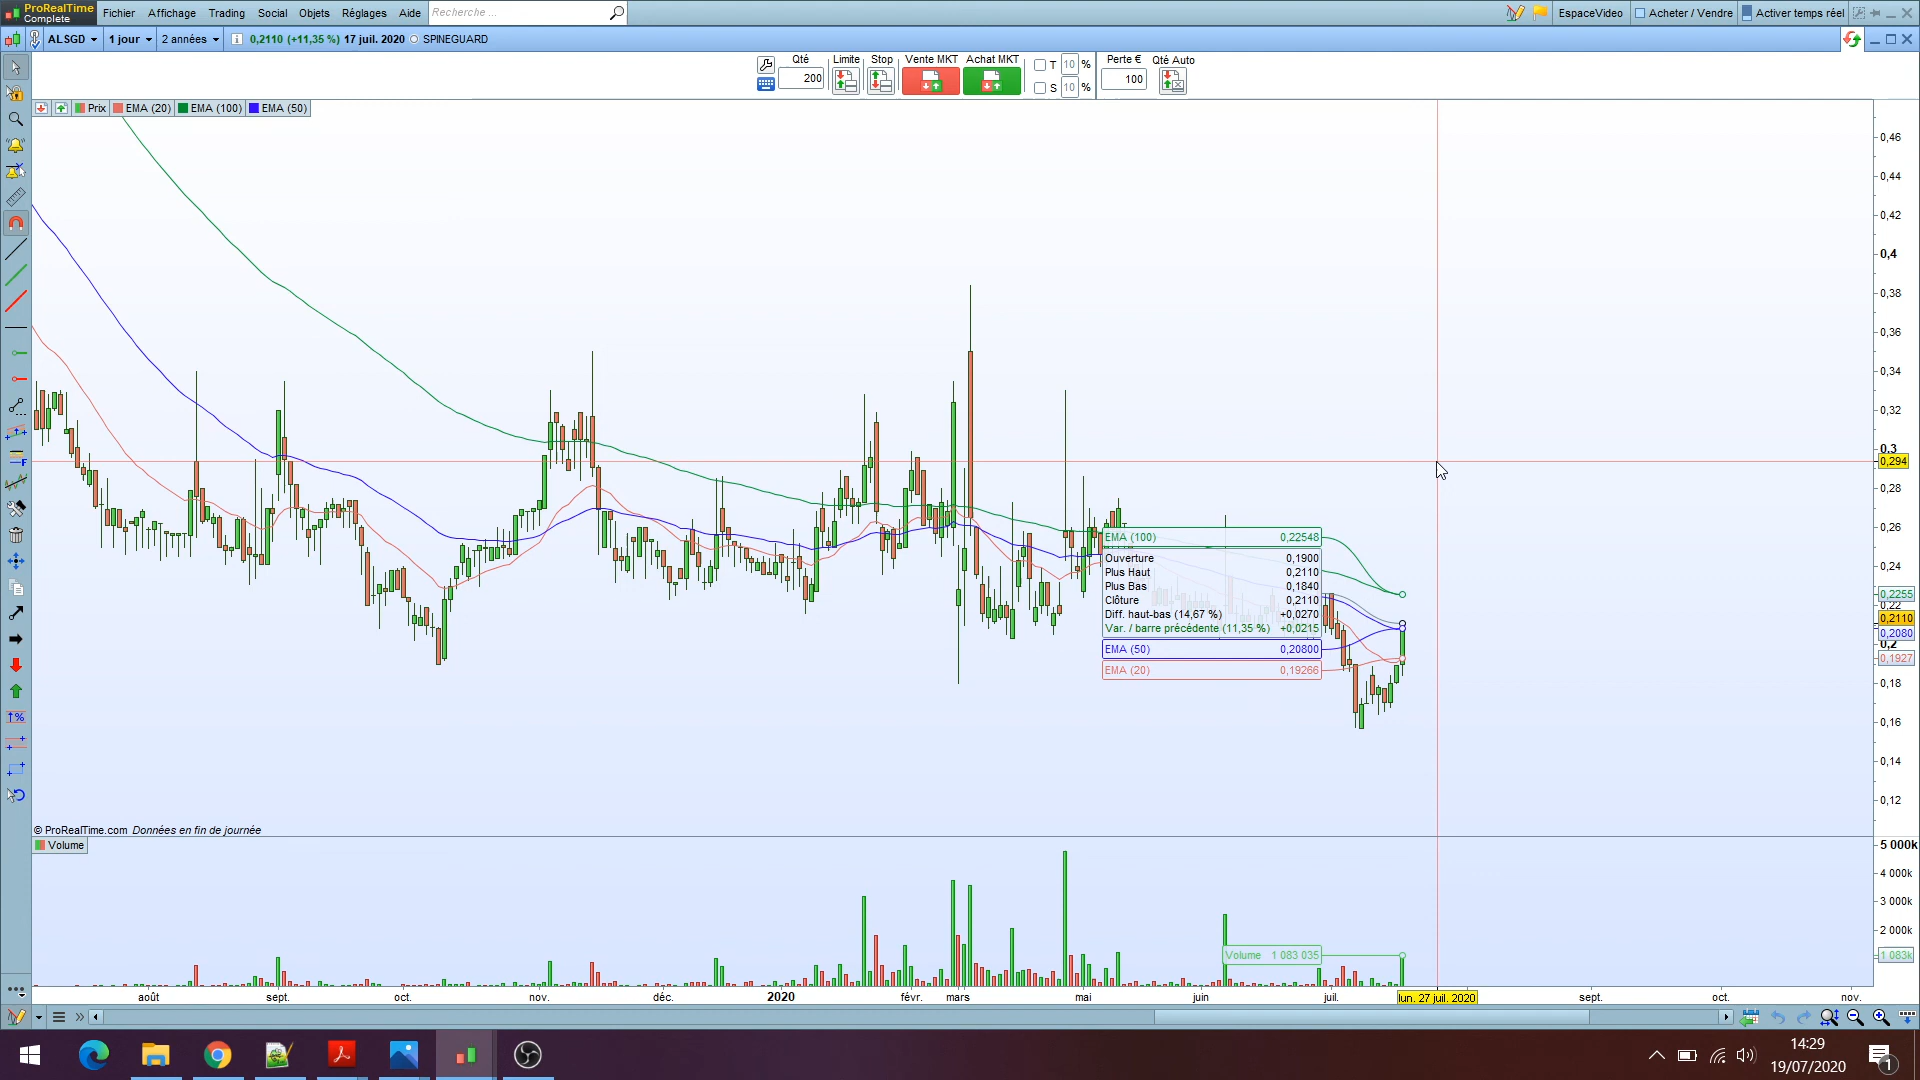 ProRealTime
Complete
Fichier Affichage Trading Social Objets Réglages Aide Recherche ... EspaceVideo Acheter / Vendre Activer temps réel
ALSGD 1 jour 2 années 0,2110 (+11,35 %) 17 juil. 2020 SPINEGUARD
Qté Limite Stop Vente MKT Achat MKT T 10 % Perte € Qté Auto
200 S 10 % 100
Prix EMA (20) EMA (100) EMA (50)
0,46
0,44
0,42
0,4
0,38
0,36
0,34
0,32
0,3
0,294
0,28
0,26
0,24
0,2255
0,22
0,2110
0,2080
0,2
0,1927
0,18
0,16
0,14
0,12
EMA (100) 0,22548
Ouverture 0,1900
Plus Haut 0,2110
Plus Bas 0,1840
Clôture 0,2110
Diff. haut-bas (14,67 %) +0,0270
Var. / barre précédente (11,35 %) +0,0215
EMA (50) 0,20800
EMA (20) 0,19266
© ProRealTime.com Données en fin de journée
Volume
5 000k
4 000k
3 000k
2 000k
1 083k
Volume 1 083 035
août sept. oct. nov. déc. 2020 févr. mars mai juin juil. lun. 27 juil. 2020 sept. oct. nov.
14:29
19/07/2020
1